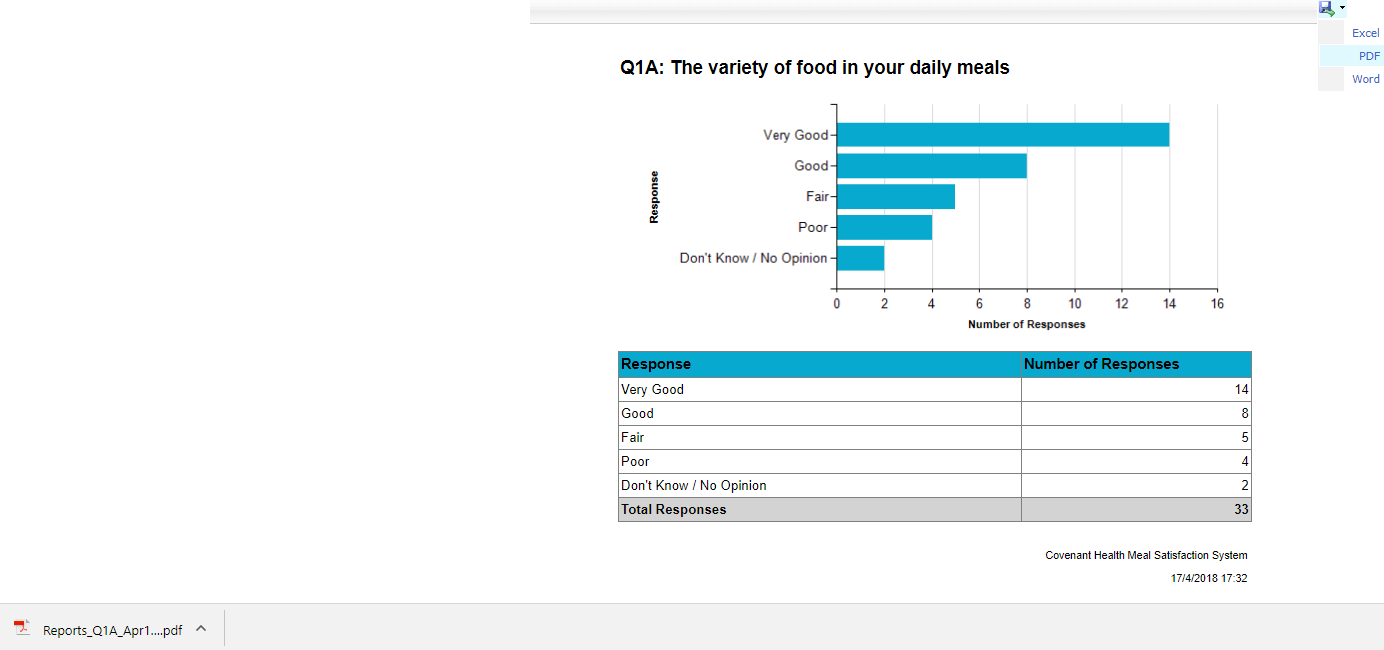 Excel
PDF
Word
Q1A: The variety of food in your daily meals
Response
Very Good
Good
Fair
Poor
Don't Know / No Opinion
0 2 4 6 8 10 12 14 16
Number of Responses
Response Number of Responses
Very Good 14
Good 8
Fair 5
Poor 4
Don't Know / No Opinion 2
Total Responses 33
Covenant Health Meal Satisfaction System
17/4/2018 17:32
Reports_Q1A_Apr1....pdf